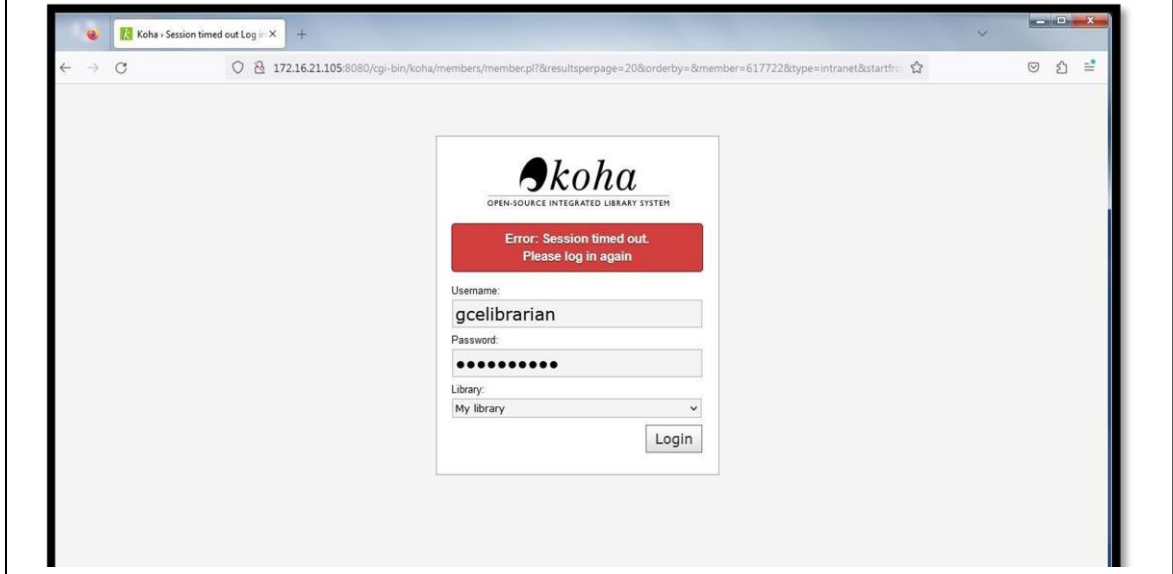 Koha › Session timed out Log in
172.16.21.105:8080/cgi-bin/koha/members/member.pl?&resultsperpage=20&orderby=&member=617722&type=intranet&startfro
koha
OPEN-SOURCE INTEGRATED LIBRARY SYSTEM
Error: Session timed out.
Please log in again
Username:
gcelibrarian
Password:
Library:
My library
Login